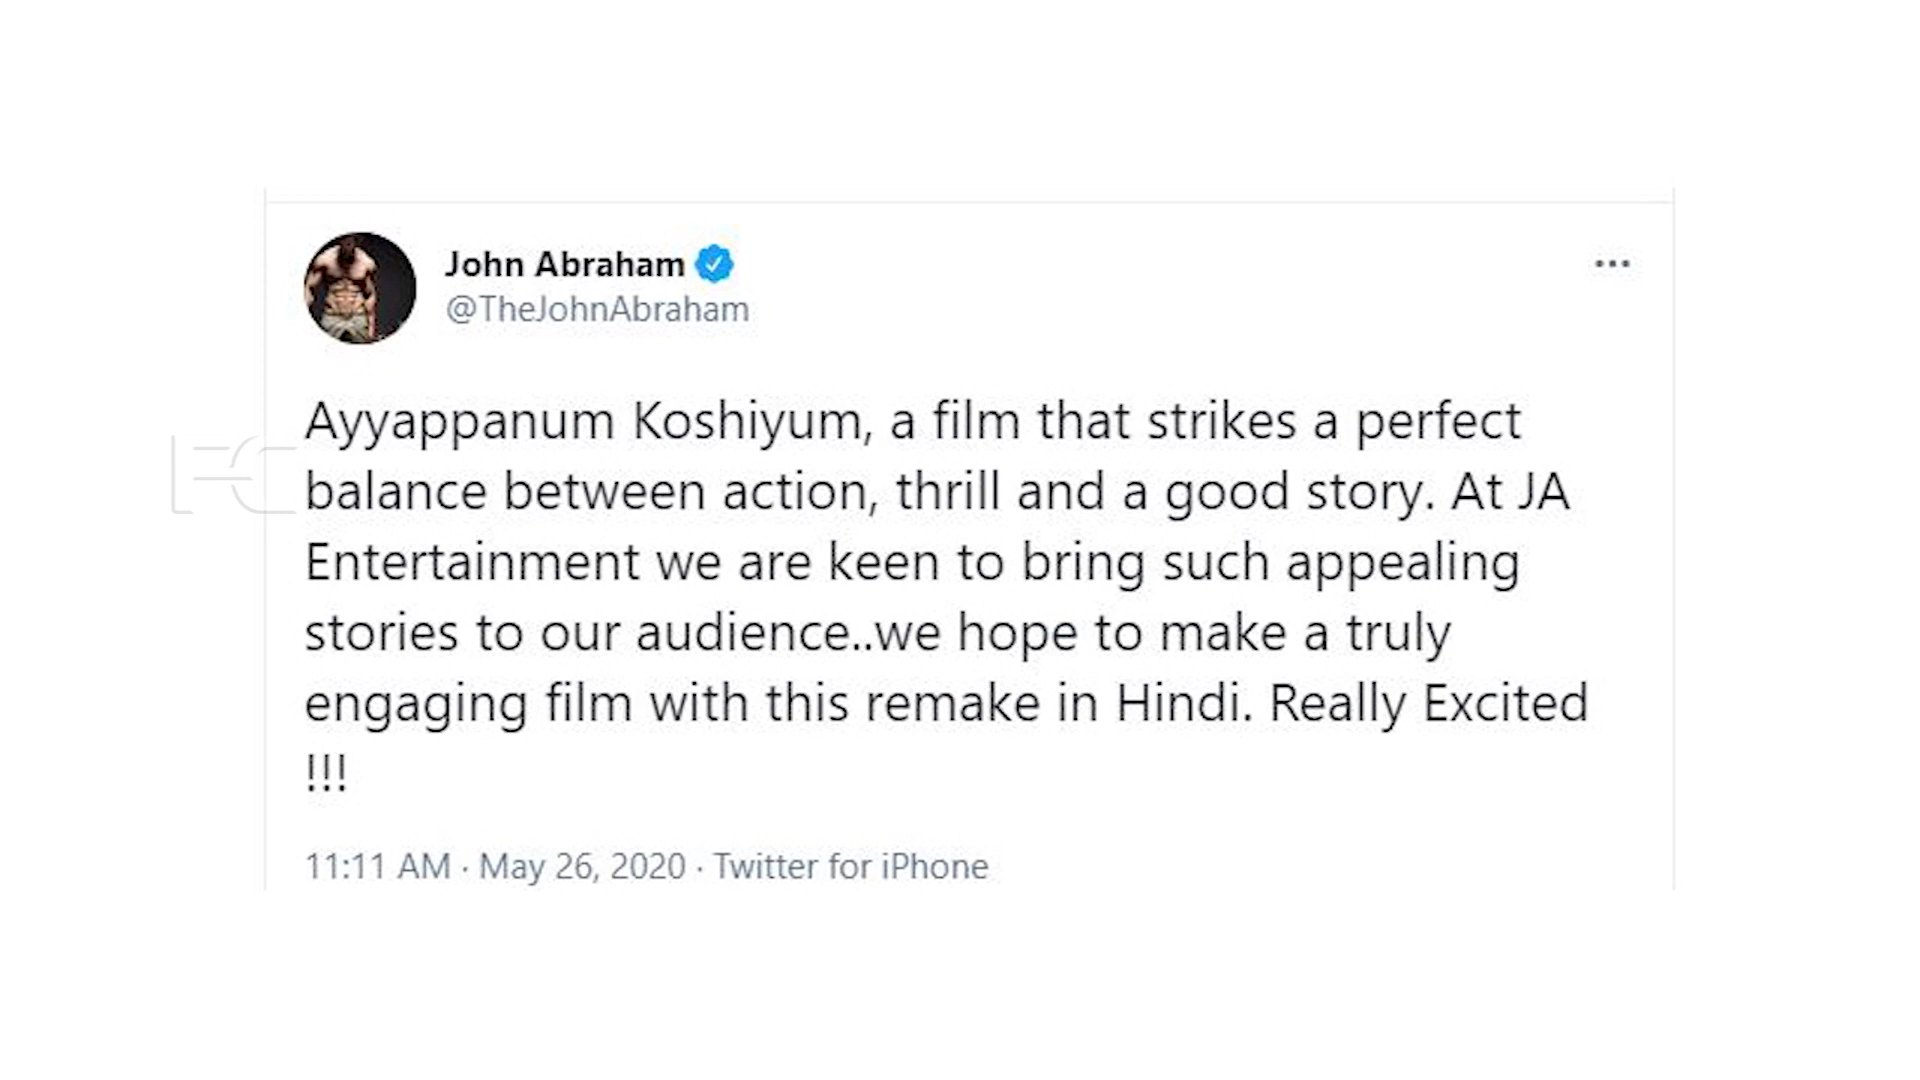 John Abraham
@TheJohnAbraham
Ayyappanum Koshiyum, a film that strikes a perfect
balance between action, thrill and a good story. At JA
Entertainment we are keen to bring such appealing
stories to our audience..we hope to make a truly
engaging film with this remake in Hindi. Really Excited
!!!
11:11 AM · May 26, 2020 · Twitter for iPhone
FC